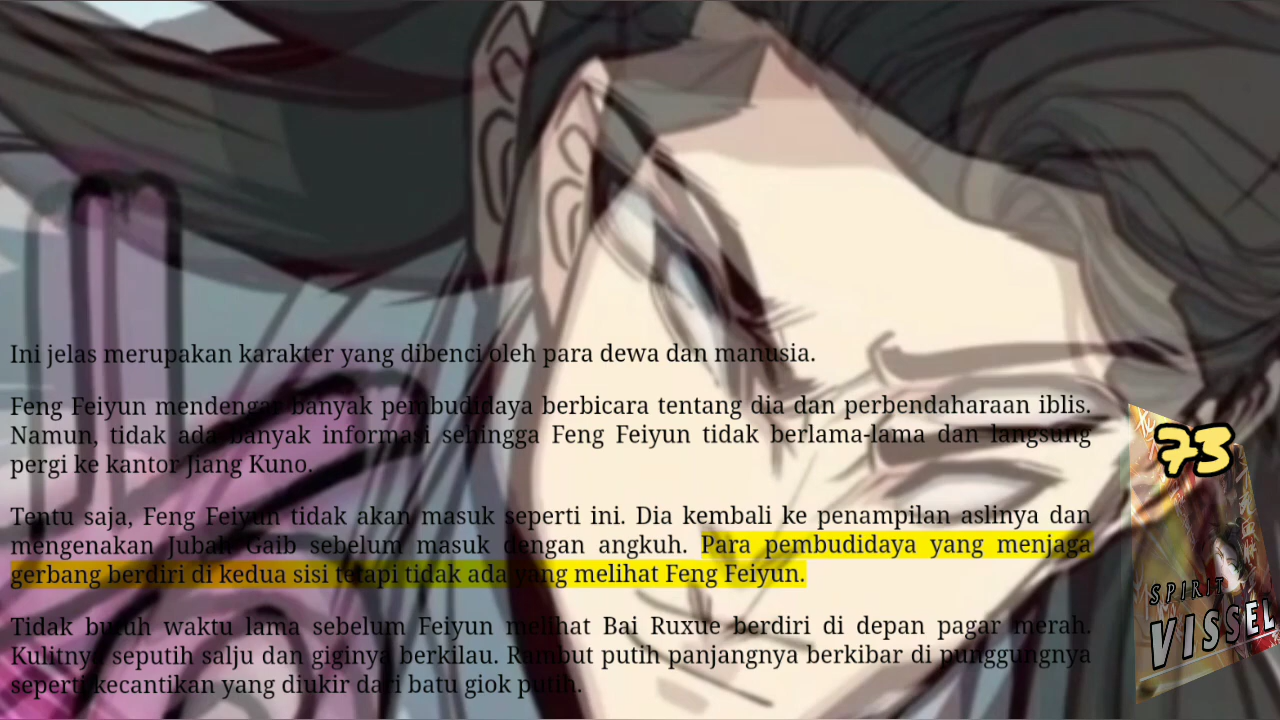 Ini jelas merupakan karakter yang dibenci oleh para dewa dan manusia.
Feng Feiyun mendengar banyak pembudidaya berbicara tentang dia dan perbendaharaan iblis.
Namun, tidak ada banyak informasi sehingga Feng Feiyun tidak berlama-lama dan langsung
pergi ke kantor Jiang Kuno.
Tentu saja, Feng Feiyun tidak akan masuk seperti ini. Dia kembali ke penampilan aslinya dan
mengenakan Jubah Gaib sebelum masuk dengan angkuh. Para pembudidaya yang menjaga
gerbang berdiri di kedua sisi tetapi tidak ada yang melihat Feng Feiyun.
Tidak butuh waktu lama sebelum Feiyun melihat Bai Ruxue berdiri di depan pagar merah.
Kulitnya seputih salju dan giginya berkilau. Rambut putih panjangnya berkibar di punggungnya
seperti kecantikan yang diukir dari batu giok putih.
73
SPIRIT
VISSEL